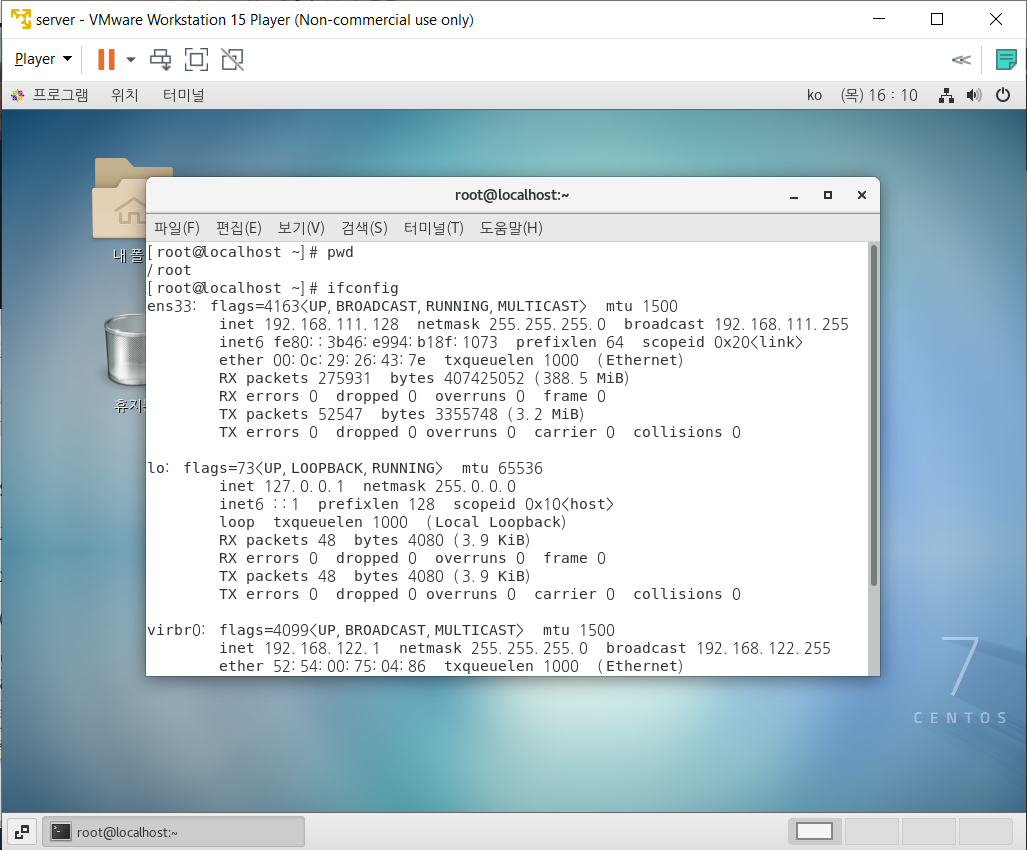 server - VMware Workstation 15 Player (Non-commercial use only)
Player
프로그램 위치 터미널 ko (목) 16 : 10
root@localhost:~
파일(F) 편집(E) 보기(V) 검색(S) 터미널(T) 도움말(H)
내 폴
[root@localhost ~]# pwd
/root
[root@localhost ~]# ifconfig
ens33: flags=4163<UP,BROADCAST,RUNNING,MULTICAST>  mtu 1500
        inet 192.168.111.128  netmask 255.255.255.0  broadcast 192.168.111.255
        inet6 fe80::3b46:e994:b18f:1073  prefixlen 64  scopeid 0x20<link>
        ether 00:0c:29:26:43:7e  txqueuelen 1000  (Ethernet)
        RX packets 275931  bytes 407425052 (388.5 MiB)
        RX errors 0  dropped 0  overruns 0  frame 0
        TX packets 52547  bytes 3355748 (3.2 MiB)
휴지
        TX errors 0  dropped 0 overruns 0  carrier 0  collisions 0
lo: flags=73<UP,LOOPBACK,RUNNING>  mtu 65536
        inet 127.0.0.1  netmask 255.0.0.0
        inet6 ::1  prefixlen 128  scopeid 0x10<host>
        loop  txqueuelen 1000  (Local Loopback)
        RX packets 48  bytes 4080 (3.9 KiB)
        RX errors 0  dropped 0  overruns 0  frame 0
        TX packets 48  bytes 4080 (3.9 KiB)
        TX errors 0  dropped 0 overruns 0  carrier 0  collisions 0
virbr0: flags=4099<UP,BROADCAST,MULTICAST>  mtu 1500
        inet 192.168.122.1  netmask 255.255.255.0  broadcast 192.168.122.255
        ether 52:54:00:75:04:86  txqueuelen 1000  (Ethernet)
7
CENTOS
root@localhost:~